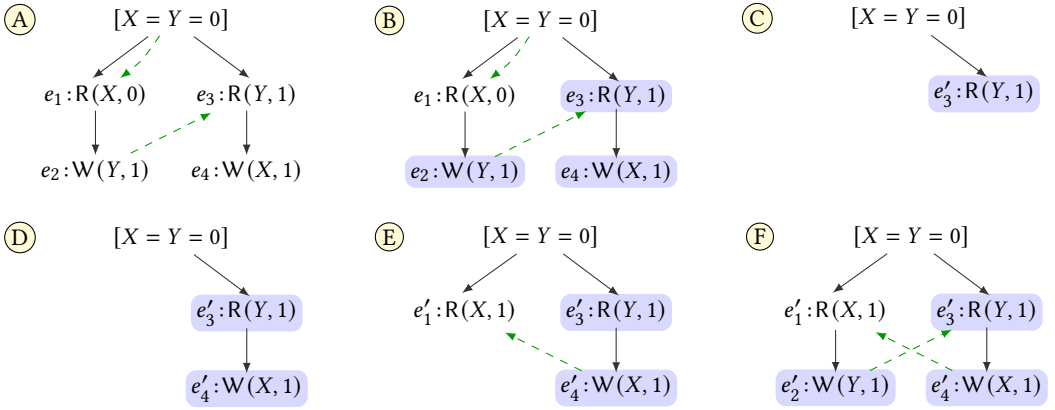 A [X = Y = 0] B [X = Y = 0] C [X = Y = 0]
e₁:R(X, 0) e₃:R(Y, 1) e₁:R(X, 0) e₃:R(Y, 1) e′₃:R(Y, 1)
e₂:W(Y, 1) e₄:W(X, 1) e₂:W(Y, 1) e₄:W(X, 1)
D [X = Y = 0] E [X = Y = 0] F [X = Y = 0]
e′₃:R(Y, 1) e′₁:R(X, 1) e′₃:R(Y, 1) e′₁:R(X, 1) e′₃:R(Y, 1)
e′₄:W(X, 1) e′₄:W(X, 1) e′₂:W(Y, 1) e′₄:W(X, 1)